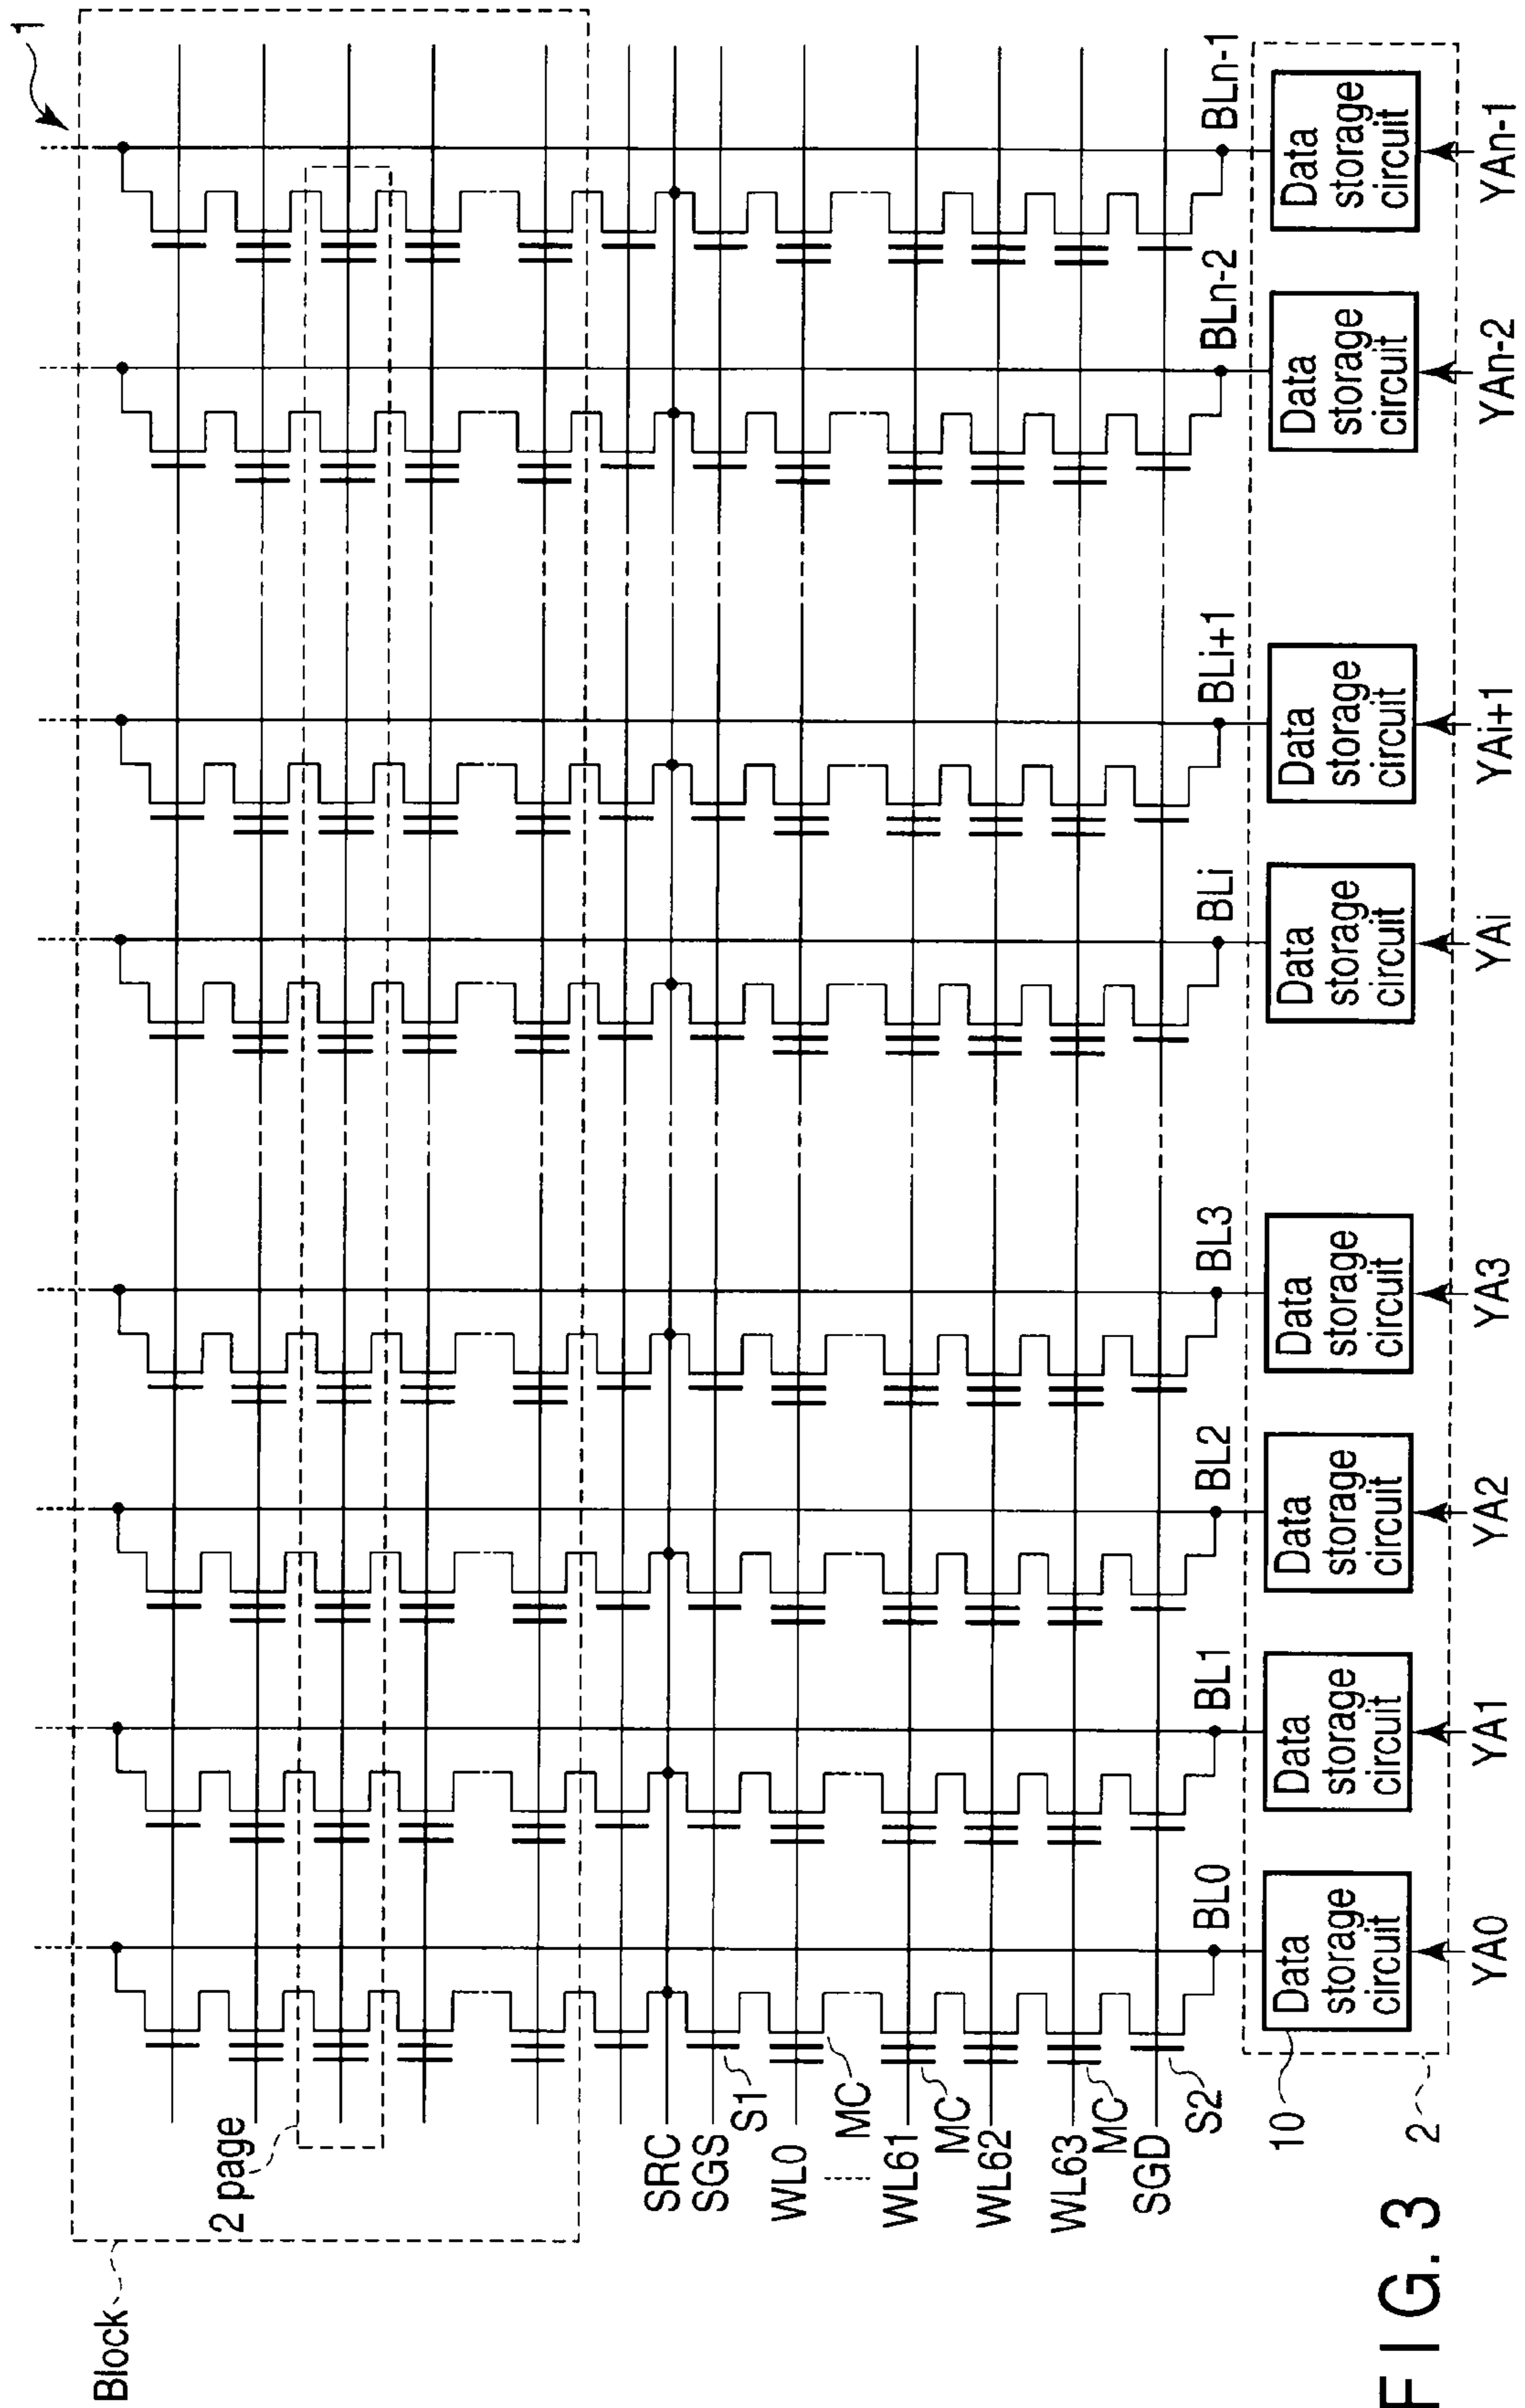 1
Block
2 page
SRC
SGS
S1
WL0
MC
WL61
MC
WL62
WL63
MC
SGD
S2
BL0
BL1
BL2
BL3
BLi
BLi+1
BLn-2
BLn-1
10
Data
storage
circuit
Data
storage
circuit
Data
storage
circuit
Data
storage
circuit
Data
storage
circuit
Data
storage
circuit
Data
storage
circuit
Data
storage
circuit
2
YA0
YA1
YA2
YA3
YAi
YAi+1
YAn-2
YAn-1
FIG. 3